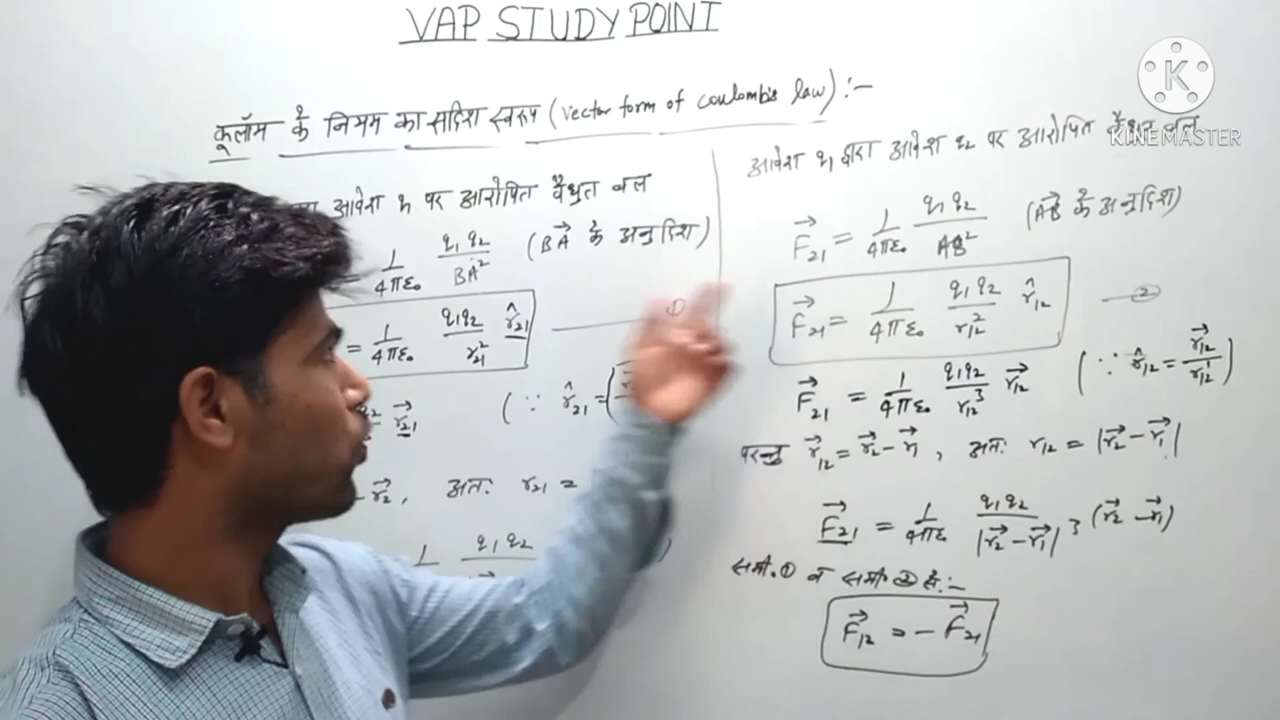 VAP STUDY POINT
KINEMASTER
कूलॉम के नियम का सदिश स्वरूप (vector form of coulomb's law) :-
आवेश q₁ पर आरोपित वैधुत बल
= 1/4πε₀ q₁q₂/BA² (BA⃗ के अनुदिश)
= 1/4πε₀ q₁q₂/r₂₁² r̂₂₁ —— ①
r⃗₂₁ (∵ r̂₂₁ =
- r⃗₂, अतः r₂₁ =
1 q₁q₂
आवेश q₁ द्वारा आवेश q₂ पर आरोपित वैधुत बल
F⃗₂₁ = 1/4πε₀ q₁q₂/AB² (AB⃗ के अनुदिश)
F⃗₂₁ = 1/4πε₀ q₁q₂/r₁₂² r̂₁₂ —— ②
F⃗₂₁ = 1/4πε₀ q₁q₂/r₁₂³ r⃗₁₂ (∵ r̂₁₂ = r⃗₁₂/r₁₂)
परन्तु r⃗₁₂ = r⃗₂ - r⃗₁, अतः r₁₂ = |r⃗₂ - r⃗₁|
F⃗₂₁ = 1/4πε q₁q₂/|r⃗₂ - r⃗₁|³ (r⃗₂ - r⃗₁)
समी.① व समी② से:-
F⃗₁₂ = - F⃗₂₁